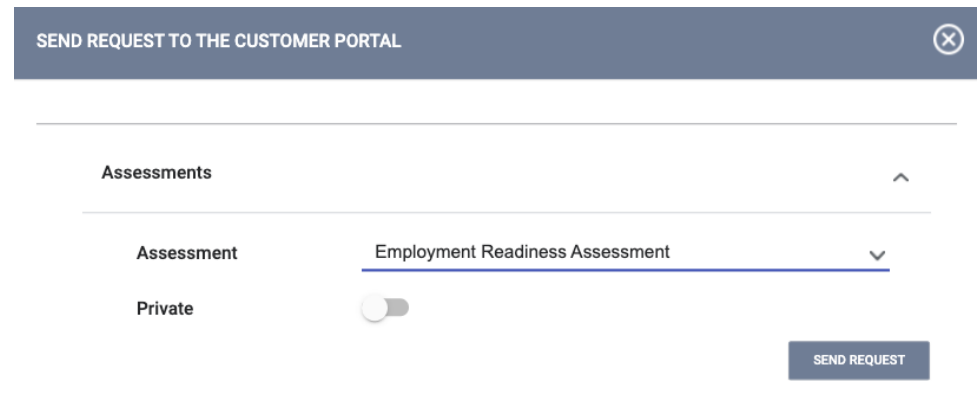 SEND REQUEST TO THE CUSTOMER PORTAL
Assessments
Assessment Employment Readiness Assessment
Private
SEND REQUEST